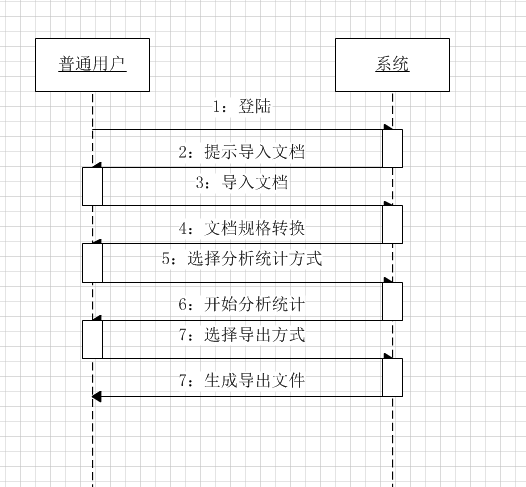 普通用户
系统
1：登陆
2：提示导入文档
3：导入文档
4：文档规格转换
5：选择分析统计方式
6：开始分析统计
7：选择导出方式
7：生成导出文件